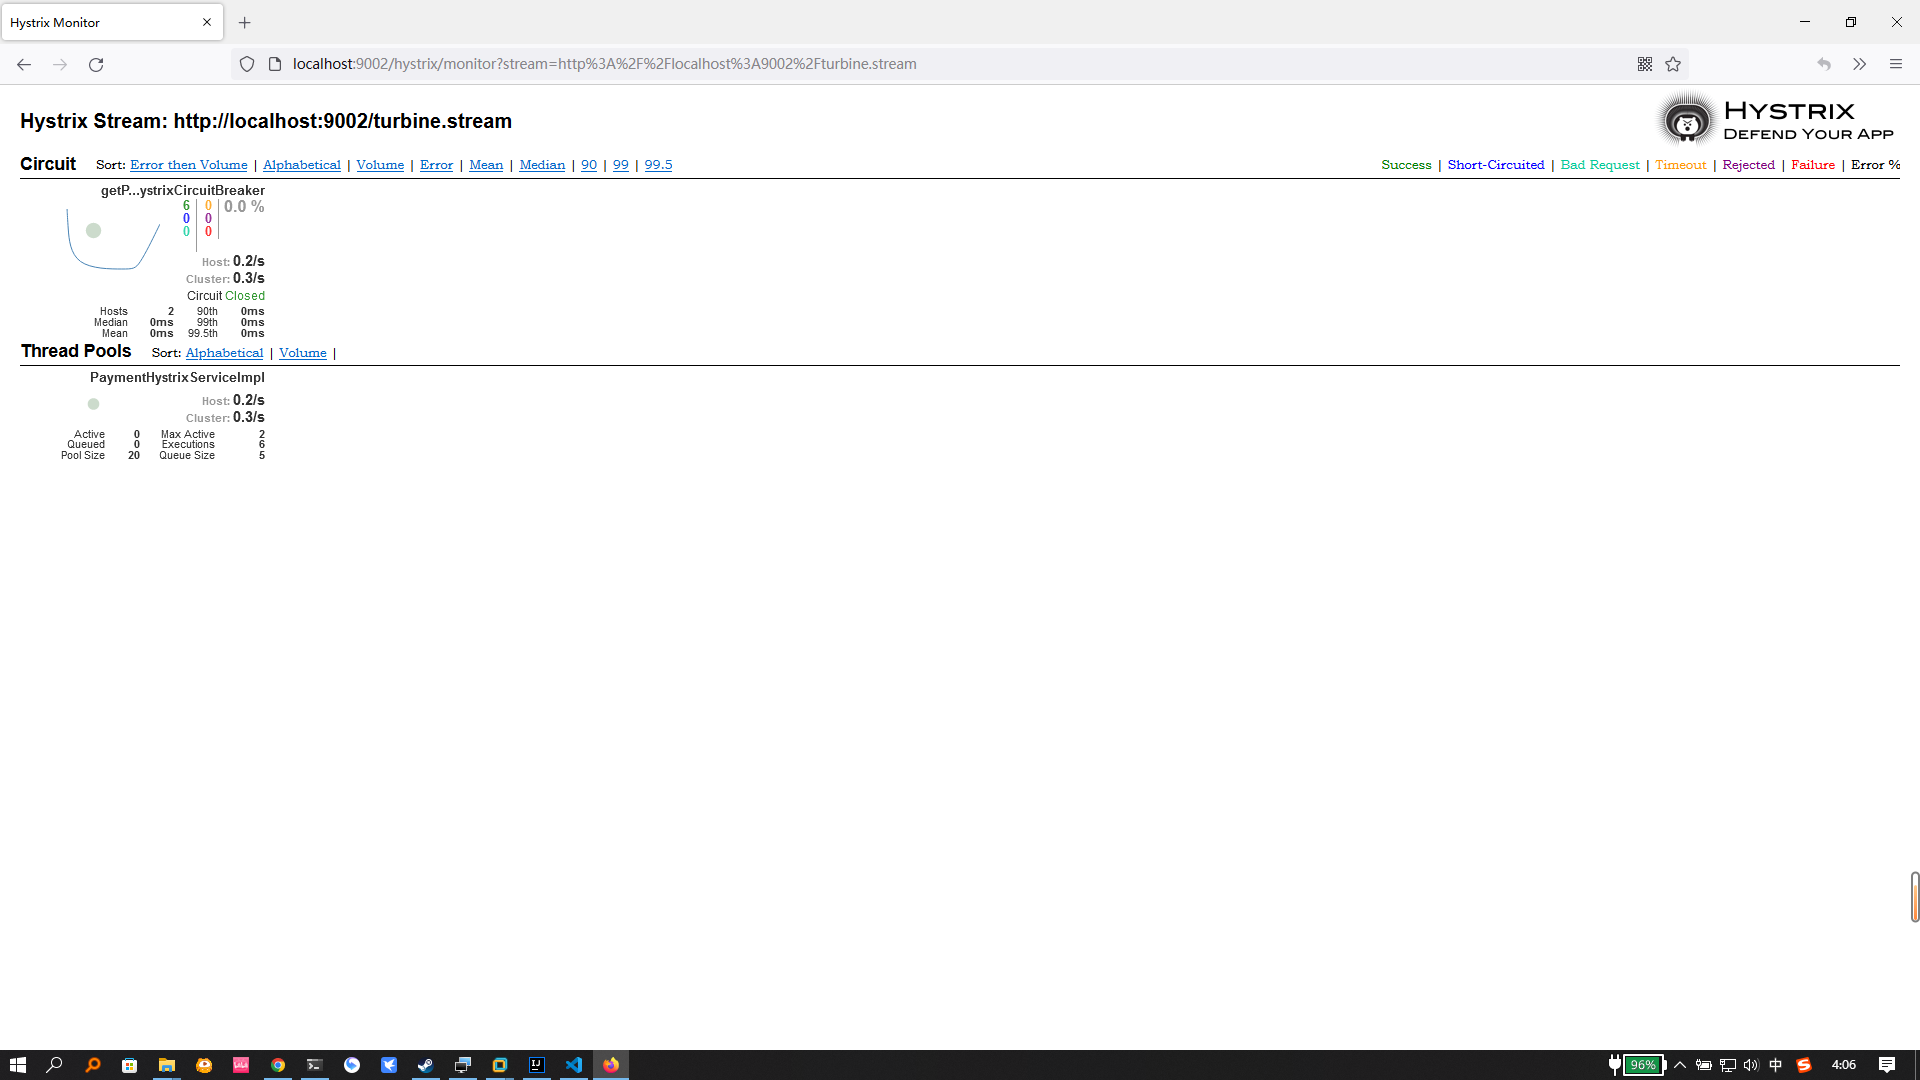 Hystrix Monitor
localhost:9002/hystrix/monitor?stream=http%3A%2F%2Flocalhost%3A9002%2Fturbine.stream
Hystrix Stream: http://localhost:9002/turbine.stream
HYSTRIX
DEFEND YOUR APP
Circuit Sort: Error then Volume | Alphabetical | Volume | Error | Mean | Median | 90 | 99 | 99.5
Success | Short-Circuited | Bad Request | Timeout | Rejected | Failure | Error %
getP...ystrixCircuitBreaker
6 0 0.0 %
0 0
0 0
Host: 0.2/s
Cluster: 0.3/s
Circuit Closed
Hosts 2 90th 0ms
Median 0ms 99th 0ms
Mean 0ms 99.5th 0ms
Thread Pools Sort: Alphabetical | Volume |
PaymentHystrixServiceImpl
Host: 0.2/s
Cluster: 0.3/s
Active 0 Max Active 2
Queued 0 Executions 6
Pool Size 20 Queue Size 5
96% 中 4:06